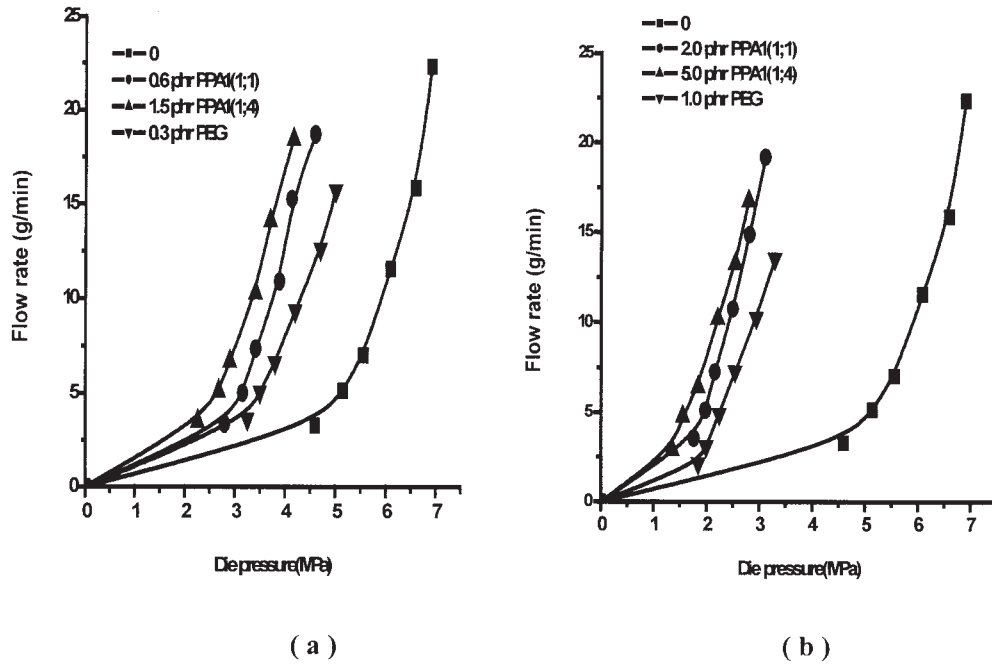 0
0.6 phr PPA1(1;1)
1.5 phr PPA1(1;4)
0.3 phr PEG
25
20
15
10
5
0
Flow rate (g/min)
0 1 2 3 4 5 6 7
Die pressure(MPa)
( a )
0
2.0 phr PPA1(1;1)
5.0 phr PPA1(1;4)
1.0 phr PEG
25
20
15
10
5
0
Flow rate (g/min)
0 1 2 3 4 5 6 7
Die pressure(MPa)
( b )